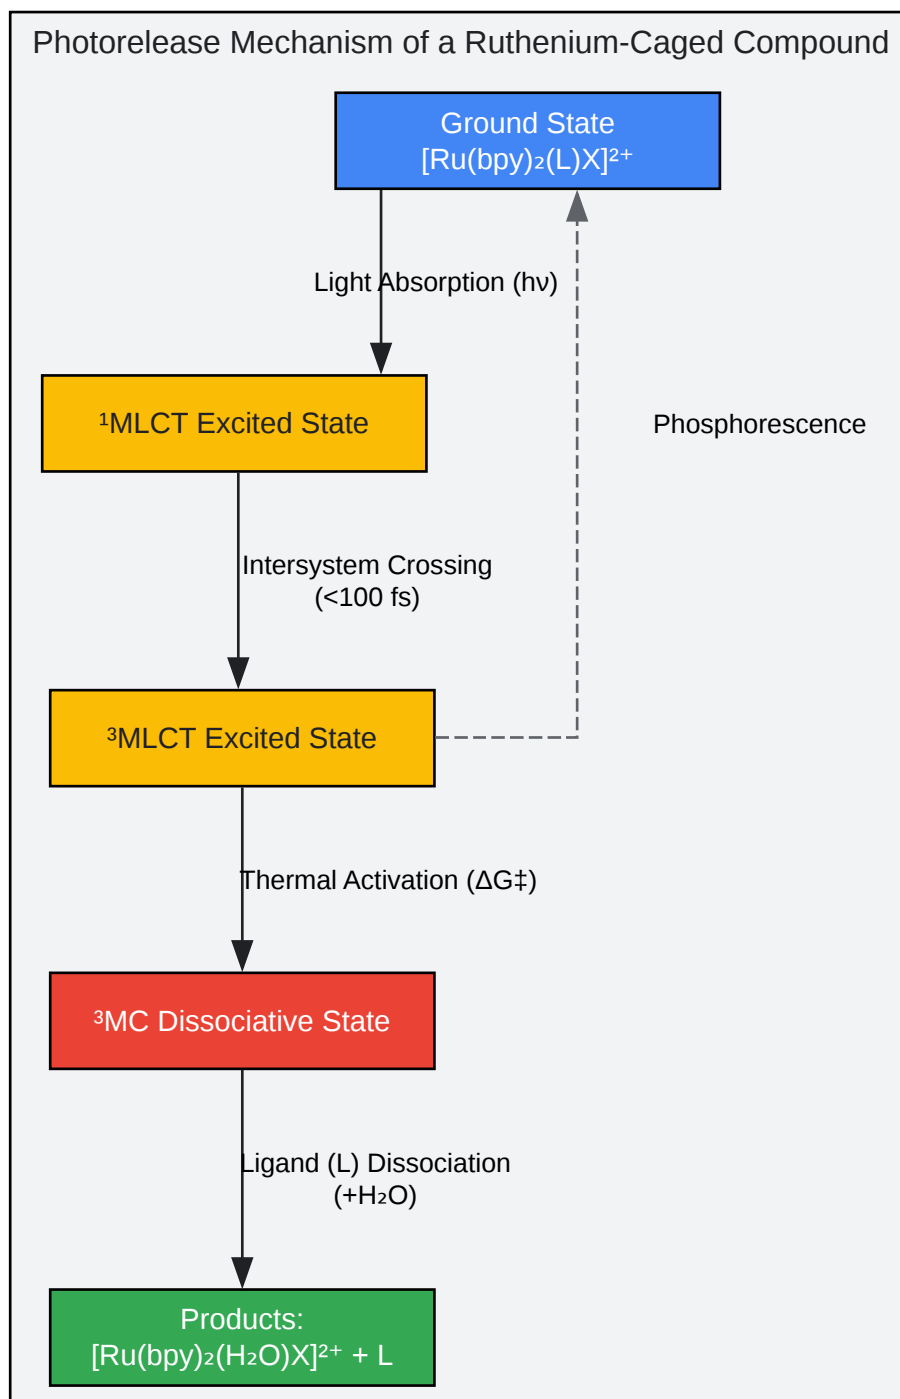 Photorelease Mechanism of a Ruthenium-Caged Compound
Ground State
[Ru(bpy)₂(L)X]²⁺
Light Absorption (hν)
¹MLCT Excited State
Phosphorescence
Intersystem Crossing
(<100 fs)
³MLCT Excited State
Thermal Activation (ΔG‡)
³MC Dissociative State
Ligand (L) Dissociation
(+H₂O)
Products:
[Ru(bpy)₂(H₂O)X]²⁺ + L